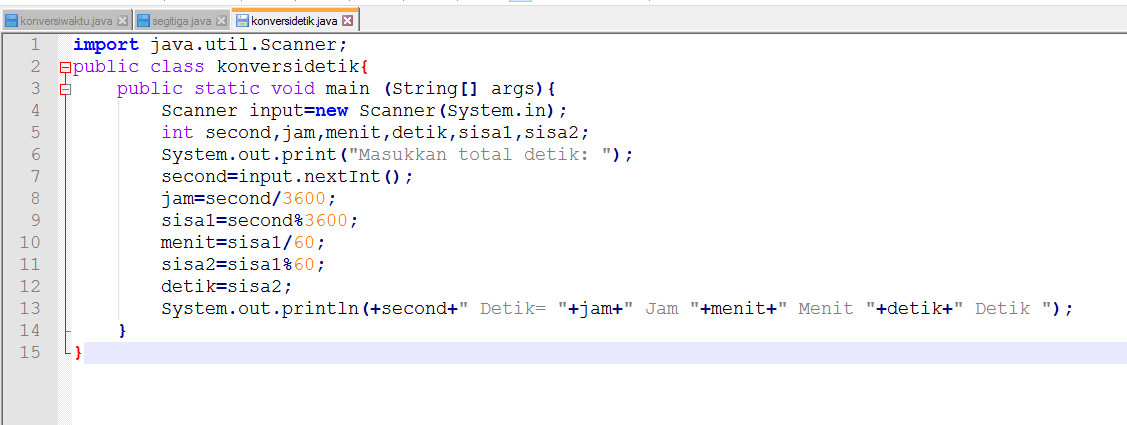 konversiwaktu.java segitiga.java konversidetik.java
1 import java.util.Scanner;
2 public class konversidetik{
3 public static void main (String[] args){
4 Scanner input=new Scanner(System.in);
5 int second,jam,menit,detik,sisa1,sisa2;
6 System.out.print("Masukkan total detik: ");
7 second=input.nextInt();
8 jam=second/3600;
9 sisa1=second%3600;
10 menit=sisa1/60;
11 sisa2=sisa1%60;
12 detik=sisa2;
13 System.out.println(+second+" Detik= "+jam+" Jam "+menit+" Menit "+detik+" Detik ");
14 }
15 }